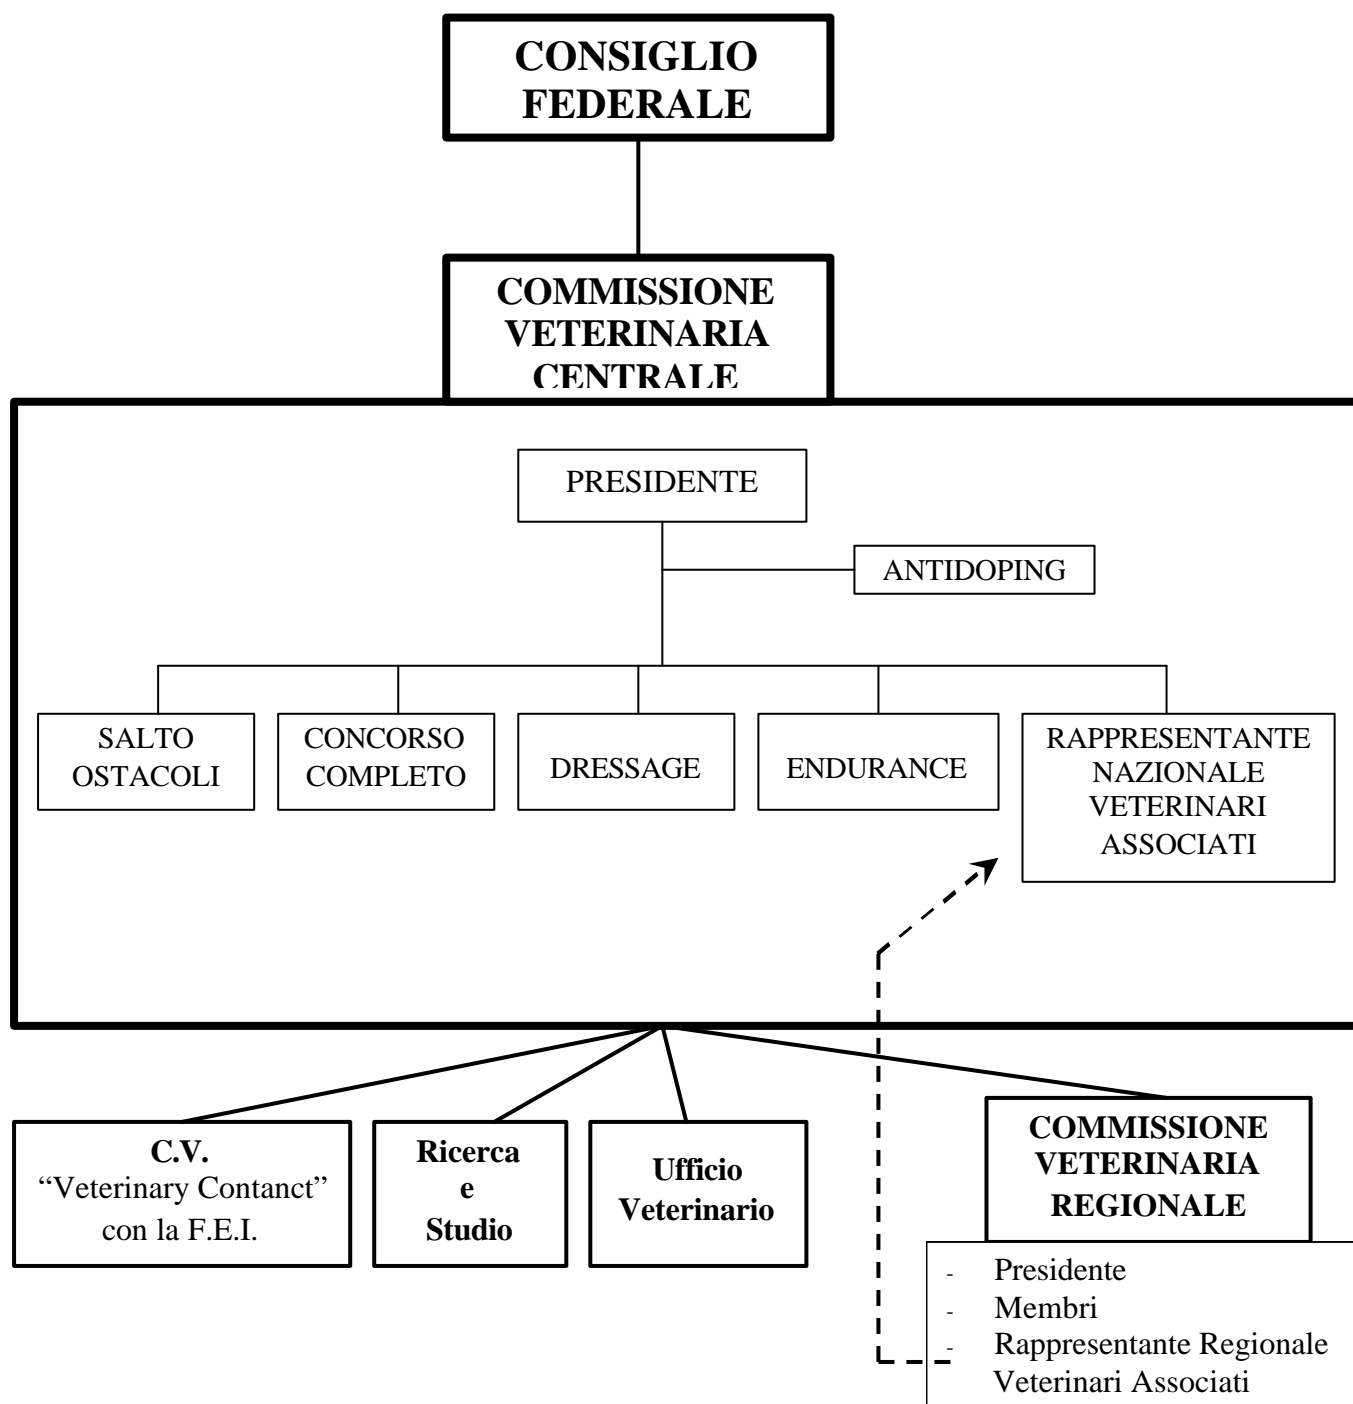 CONSIGLIO
FEDERALE
COMMISSIONE
VETERINARIA
CENTRALE
PRESIDENTE
ANTIDOPING
SALTO
OSTACOLI
CONCORSO
COMPLETO
DRESSAGE
ENDURANCE
RAPPRESENTANTE
NAZIONALE
VETERINARI
ASSOCIATI
C.V.
“Veterinary Contanct”
con la F.E.I.
Ricerca
e
Studio
Ufficio
Veterinario
COMMISSIONE
VETERINARIA
REGIONALE
- Presidente
- Membri
- Rappresentante Regionale
Veterinari Associati